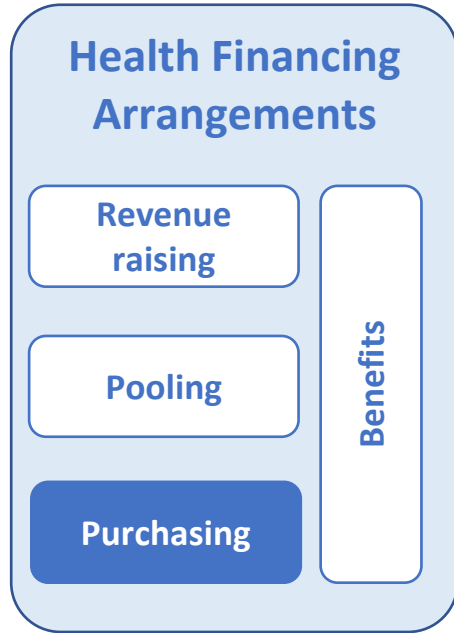 Health Financing
Arrangements
Revenue
raising
Pooling
Purchasing
Benefits